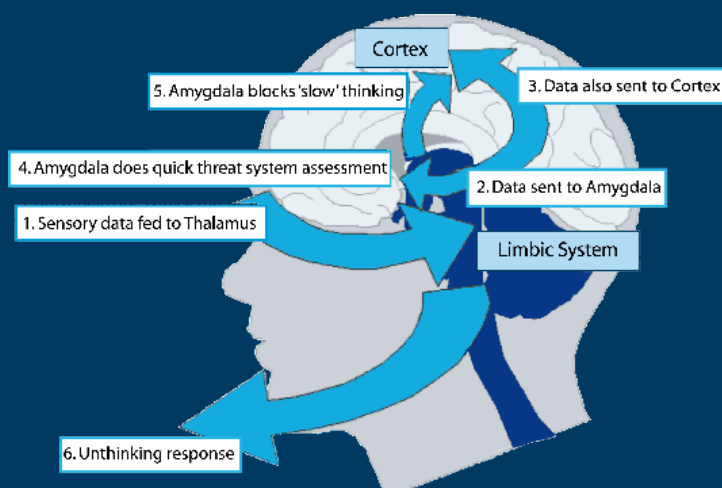 Cortex
5. Amygdala blocks 'slow' thinking
3. Data also sent to Cortex
4. Amygdala does quick threat system assessment
2. Data sent to Amygdala
1. Sensory data fed to Thalamus
Limbic System
6. Unthinking response